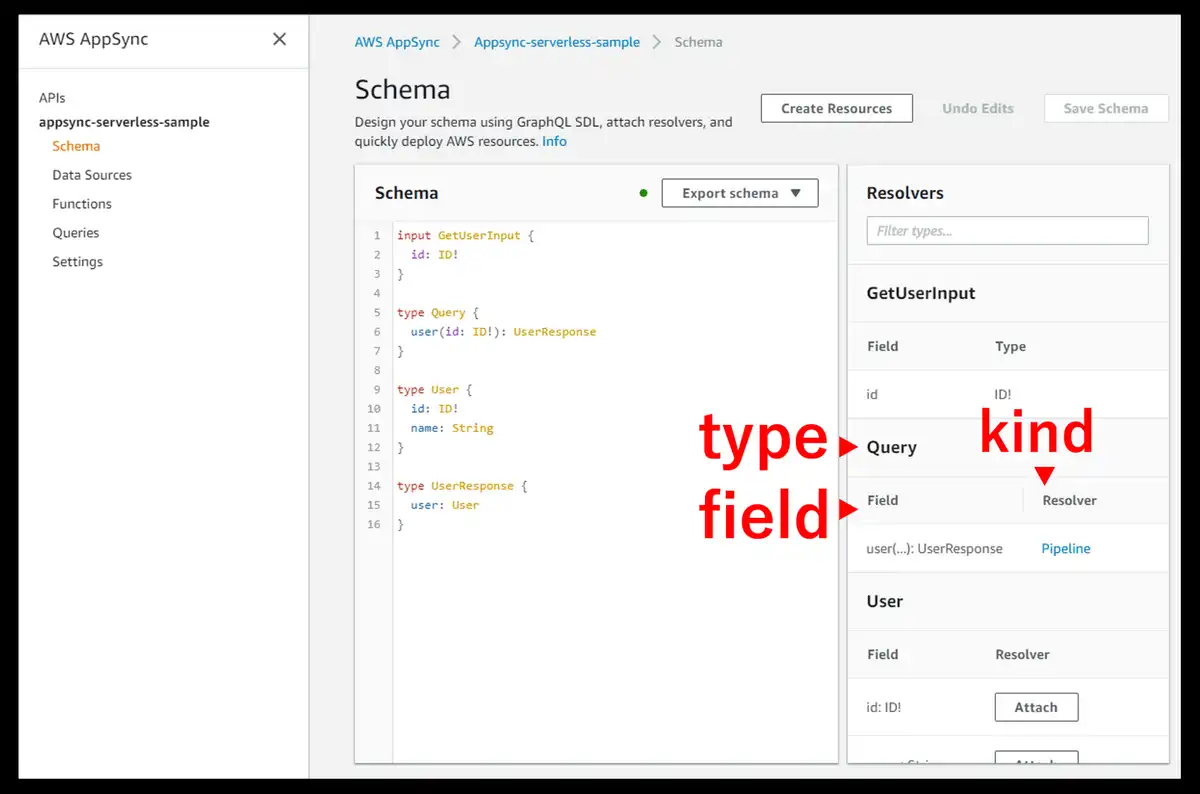 AWS AppSync
APIs
appsync-serverless-sample
Schema
Data Sources
Functions
Queries
Settings
AWS AppSync > Appsync-serverless-sample > Schema
Schema
Design your schema using GraphQL SDL, attach resolvers, and
quickly deploy AWS resources. Info
Create Resources Undo Edits Save Schema
Schema
Export schema
1 input GetUserInput {
2 id: ID!
3 }
4
5 type Query {
6 user(id: ID!): UserResponse
7 }
8
9 type User {
10 id: ID!
11 name: String
12 }
13
14 type UserResponse {
15 user: User
16 }
Resolvers
Filter types...
GetUserInput
Field Type
id ID!
type
kind
Query
field
Field Resolver
user(...): UserResponse Pipeline
User
Field Resolver
id: ID! Attach